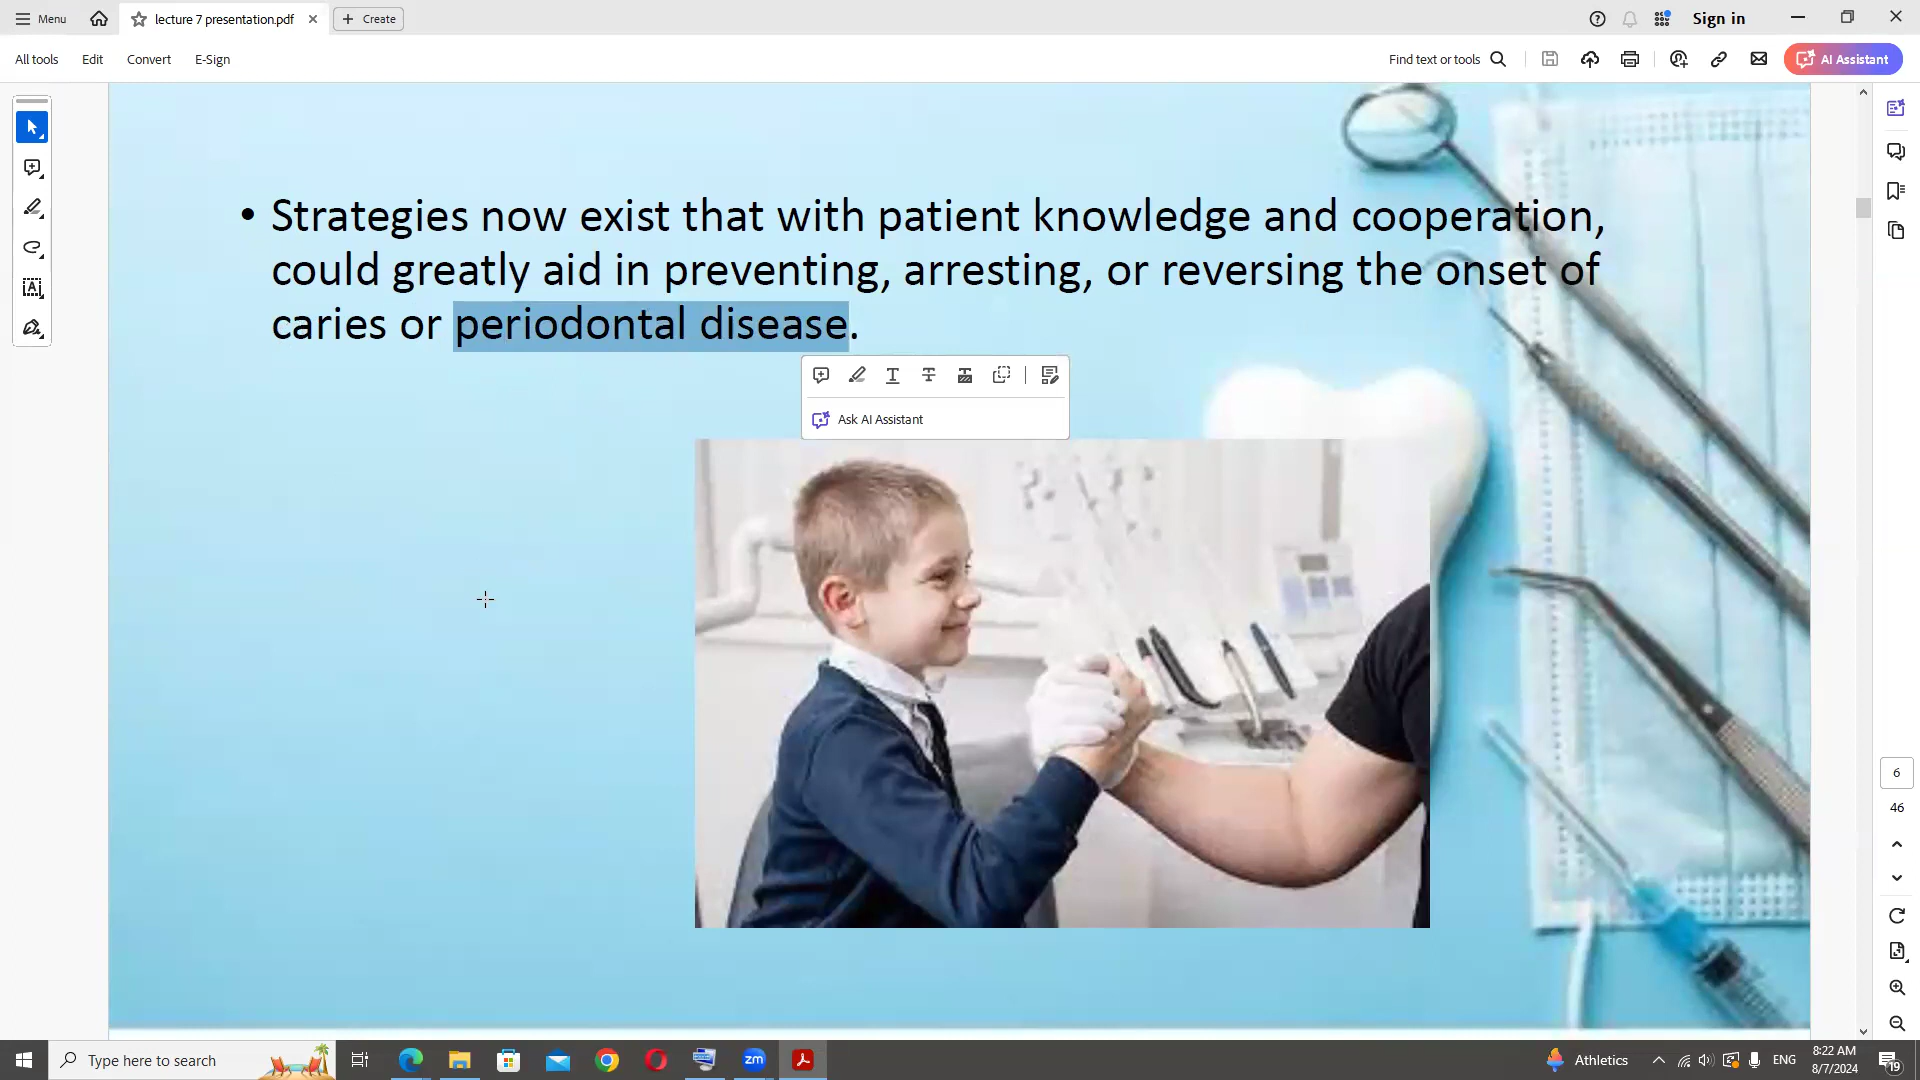 Menu
lecture 7 presentation.pdf
Create
Sign in
All tools
Edit
Convert
E-Sign
Find text or tools
AI Assistant
• Strategies now exist that with patient knowledge and cooperation,
could greatly aid in preventing, arresting, or reversing the onset of
caries or periodontal disease.
Ask AI Assistant
6
46
Type here to search
zm
Athletics
ENG
8:22 AM
8/7/2024
19